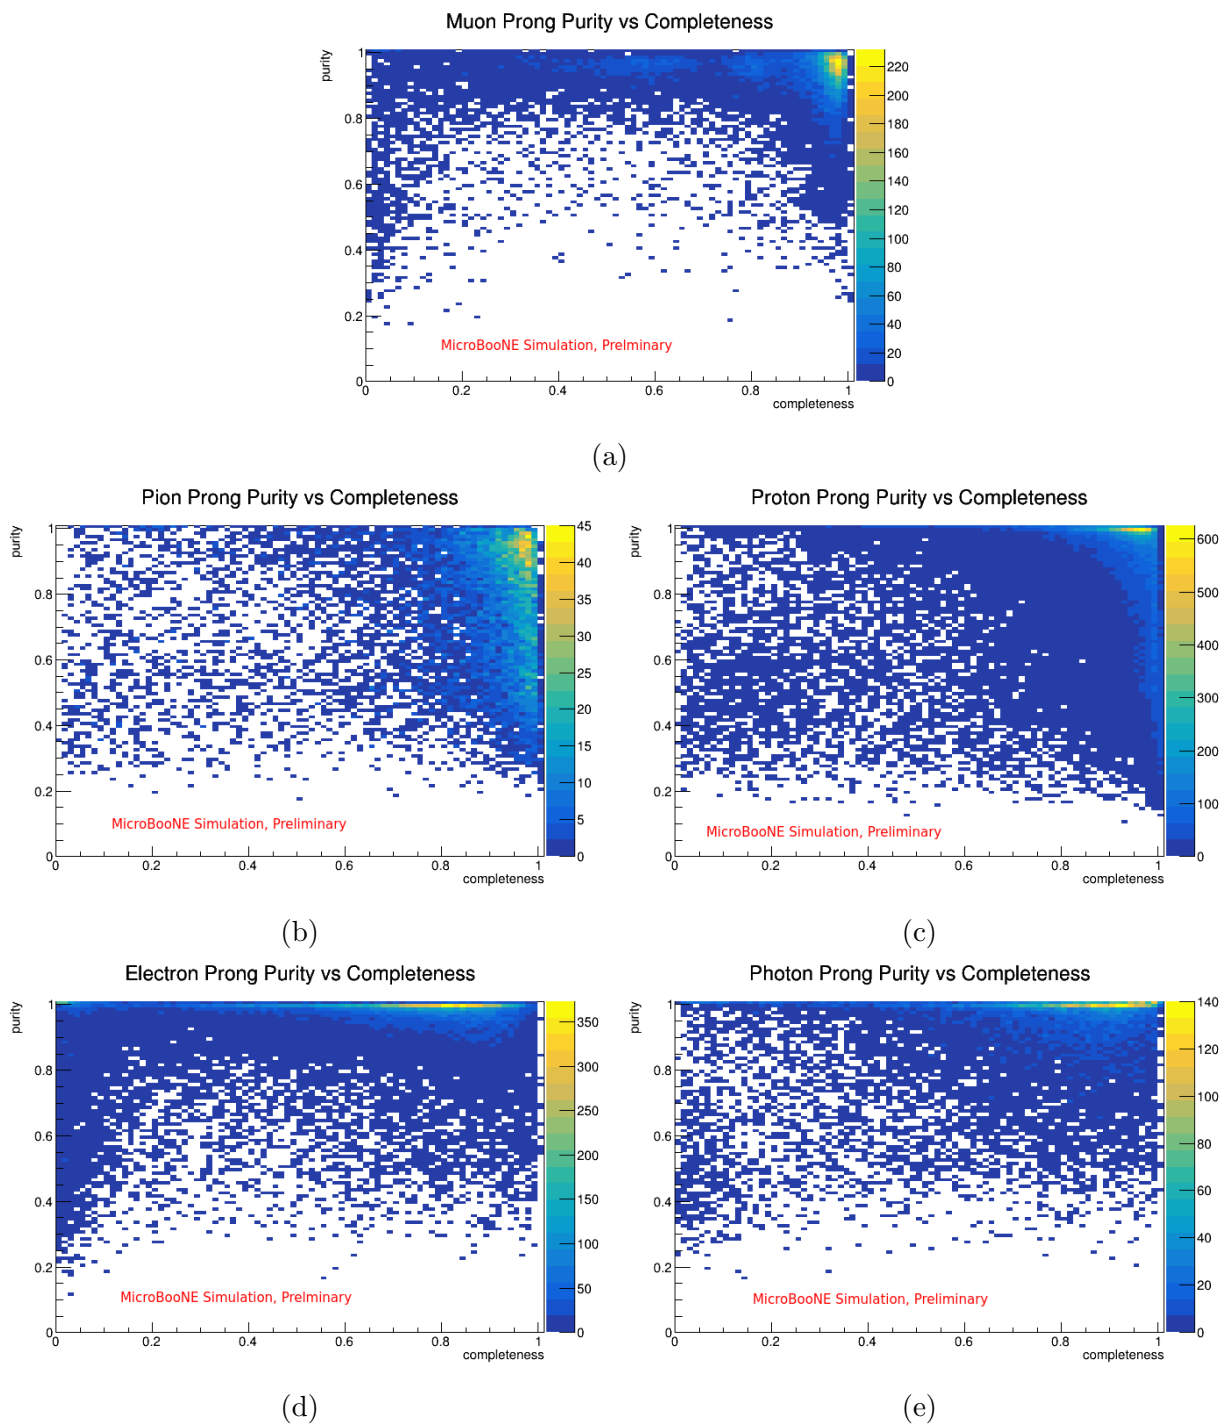 Muon Prong Purity vs Completeness
purity
1
0.8
0.6
0.4
0.2
0
0 0.2 0.4 0.6 0.8 1
completeness
220
200
180
160
140
120
100
80
60
40
20
0
MicroBooNE Simulation, Prelminary
(a)
Pion Prong Purity vs Completeness
purity
1
0.8
0.6
0.4
0.2
0
0 0.2 0.4 0.6 0.8 1
completeness
45
40
35
30
25
20
15
10
5
0
MicroBooNE Simulation, Preliminary
(b)
Proton Prong Purity vs Completeness
purity
1
0.8
0.6
0.4
0.2
0
0 0.2 0.4 0.6 0.8 1
completeness
600
500
400
300
200
100
0
MicroBooNE Simulation, Preliminary
(c)
Electron Prong Purity vs Completeness
purity
1
0.8
0.6
0.4
0.2
0
0 0.2 0.4 0.6 0.8 1
completeness
350
300
250
200
150
100
50
0
MicroBooNE Simulation, Prelminary
(d)
Photon Prong Purity vs Completeness
purity
1
0.8
0.6
0.4
0.2
0
0 0.2 0.4 0.6 0.8 1
completeness
140
120
100
80
60
40
20
0
MicroBooNE Simulation, Preliminary
(e)